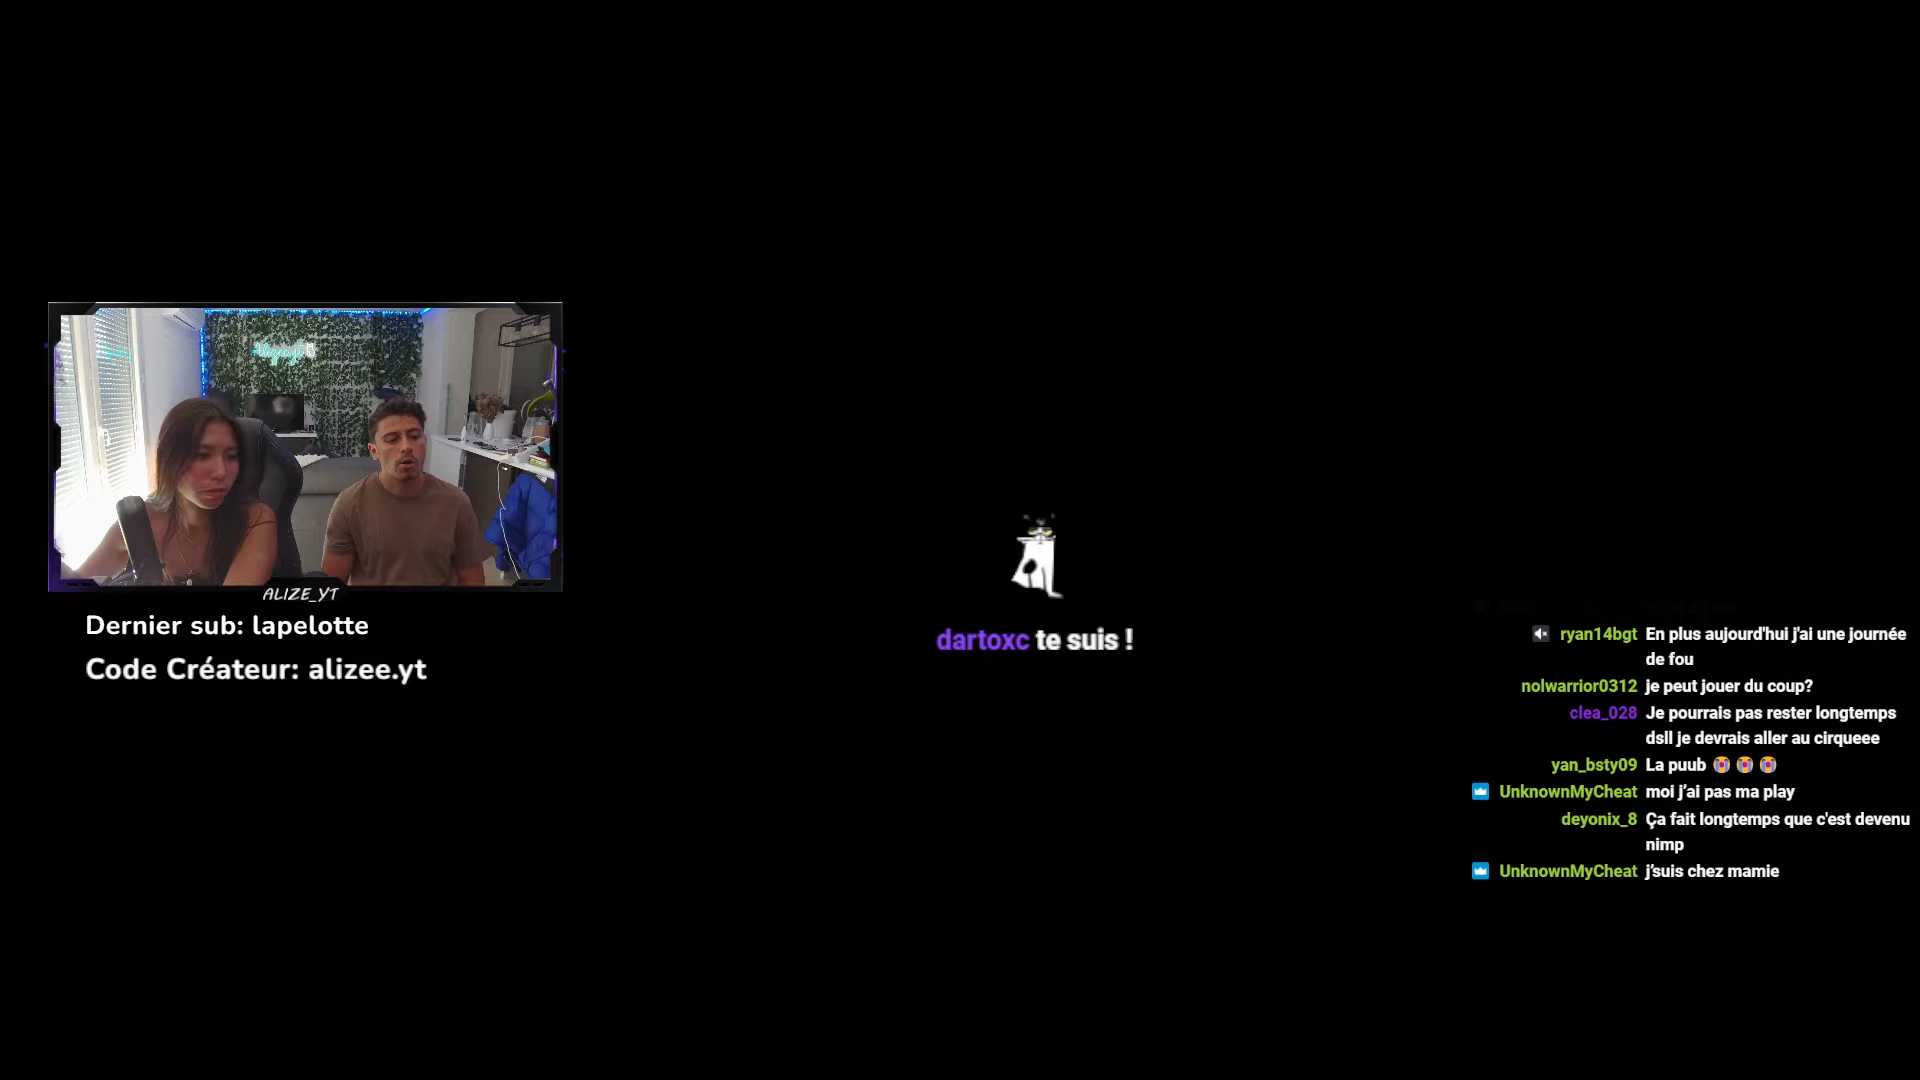 Alizee.yt
ALIZE_YT
Dernier sub: lapelotte
Code Créateur: alizee.yt
dartoxc te suis !
ryan14bgt En plus aujourd'hui j'ai une journée
de fou
nolwarrior0312 je peut jouer du coup?
clea_028 Je pourrais pas rester longtemps
dsll je devrais aller au cirqueee
yan_bsty09 La puub 😭 😭 😭
UnknownMyCheat moi j’ai pas ma play
deyonix_8 Ça fait longtemps que c'est devenu
nimp
UnknownMyCheat j’suis chez mamie